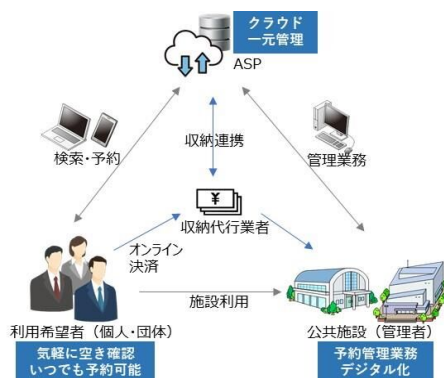 クラウド
一元管理
ASP
検索・予約
収納連携
管理業務
¥
収納代行業者
オンライン
決済
施設利用
利用希望者（個人・団体）
公共施設（管理者）
気軽に空き確認
いつでも予約可能
予約管理業務
デジタル化